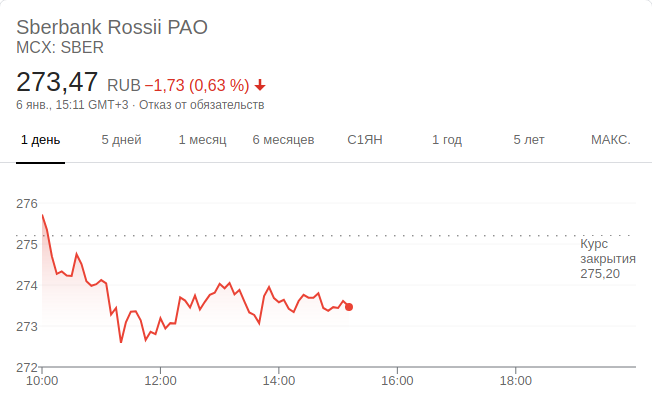 Sberbank Rossii PAO
MCX: SBER
273,47 RUB −1,73 (0,63 %)
6 янв., 15:11 GMT+3 · Отказ от обязательств
1 день 5 дней 1 месяц 6 месяцев С1ЯН 1 год 5 лет МАКС.
276
275
274
273
272
Курс
закрытия
275,20
10:00 12:00 14:00 16:00 18:00